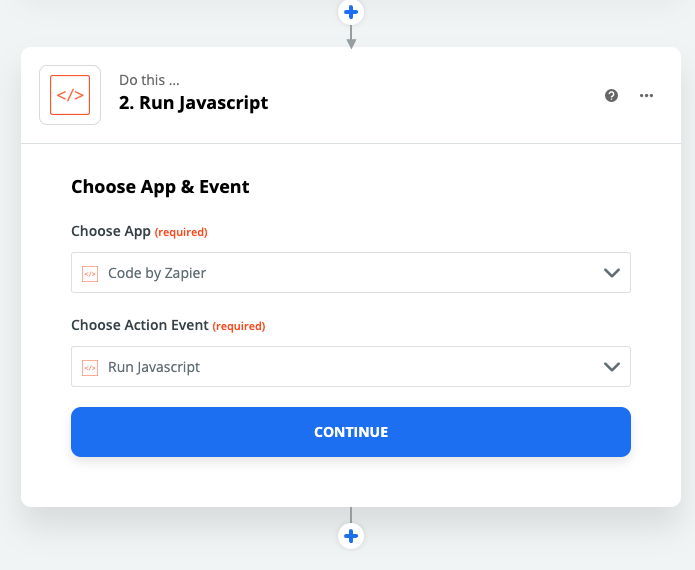 Do this ...
2. Run Javascript
Choose App & Event
Choose App (required)
</> Code by Zapier
Choose Action Event (required)
</> Run Javascript
CONTINUE